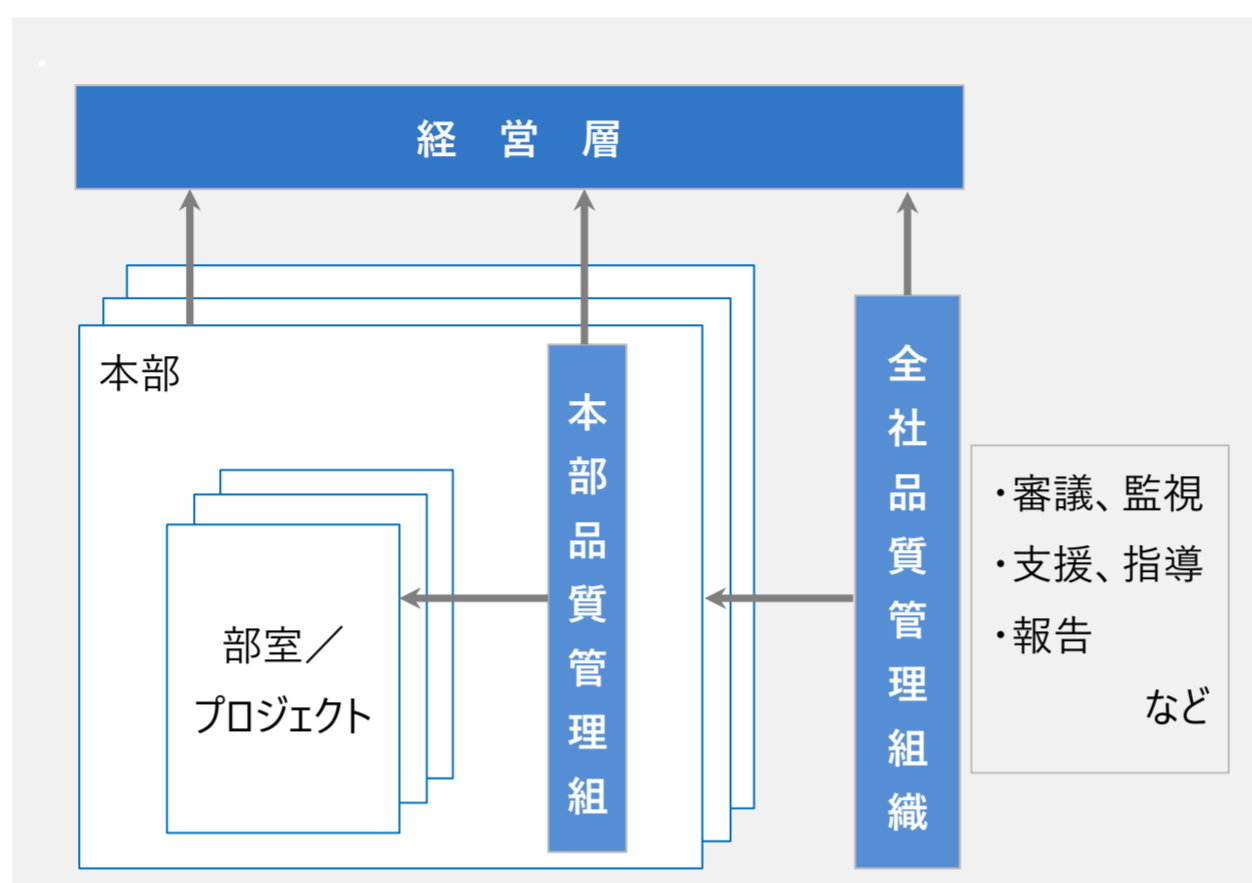 経 営 層
本部
部室／
プロジェクト
本部品質管理組
全社品質管理組織
・審議、監視
・支援、指導
・報告
など